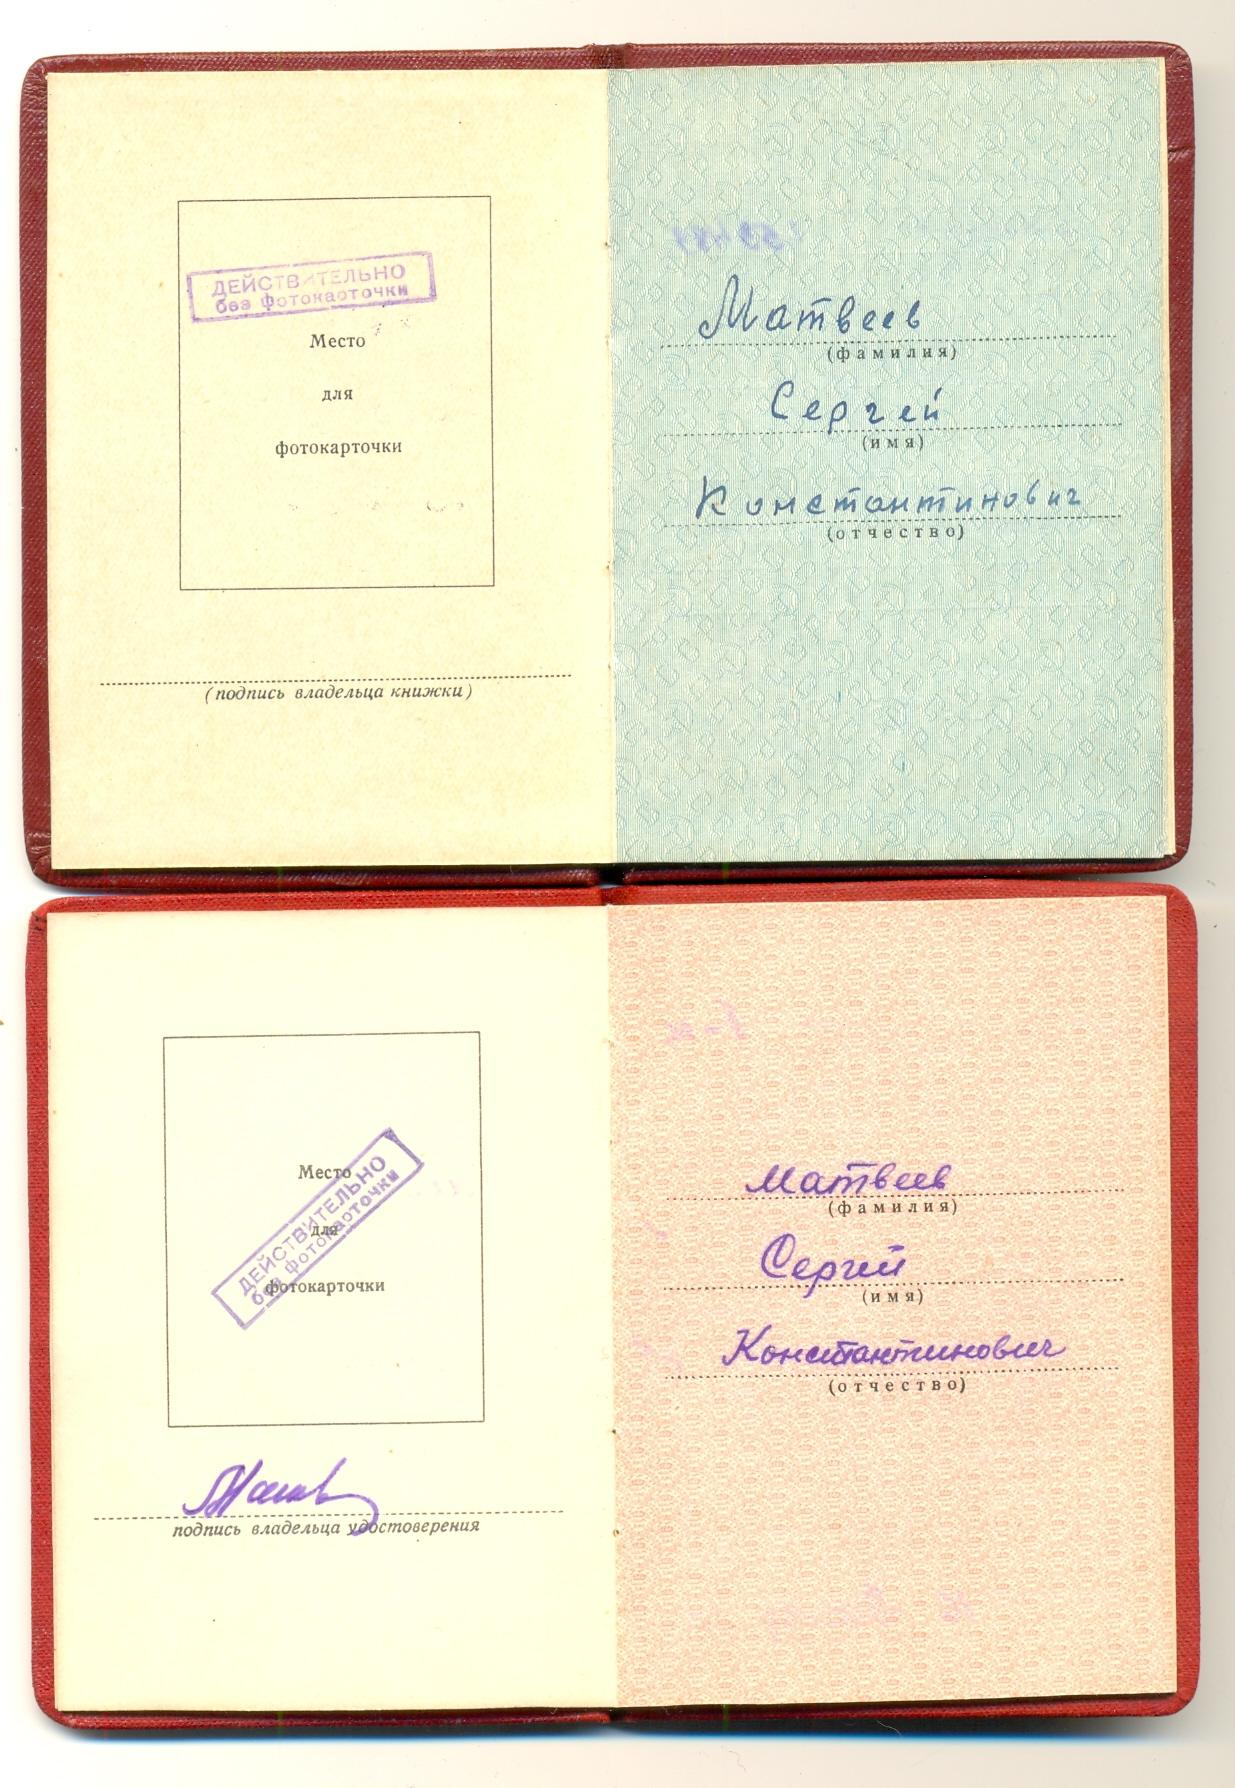 ДЕЙСТВИТЕЛЬНО
без фотокарточки
Место
для
фотокарточки
(подпись владельца книжки)
Матвеев
(фамилия)
Сергей
(имя)
Константинович
(отчество)
Место
для
фотокарточки
ДЕЙСТВИТЕЛЬНО
без фотокарточки
подпись владельца удостоверения
Матвеев
(фамилия)
Сергей
(имя)
Константинович
(отчество)